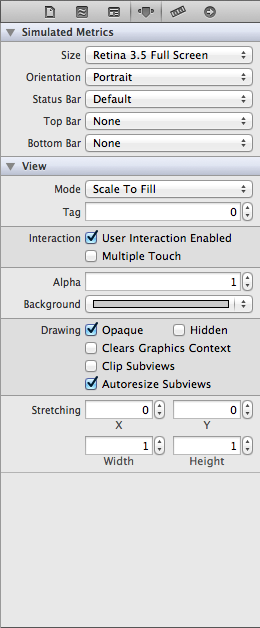 Simulated Metrics
Size Retina 3.5 Full Screen
Orientation Portrait
Status Bar Default
Top Bar None
Bottom Bar None
View
Mode Scale To Fill
Tag 0
Interaction User Interaction Enabled
Multiple Touch
Alpha 1
Background
Drawing Opaque Hidden
Clears Graphics Context
Clip Subviews
Autoresize Subviews
Stretching 0 0
X Y
1 1
Width Height